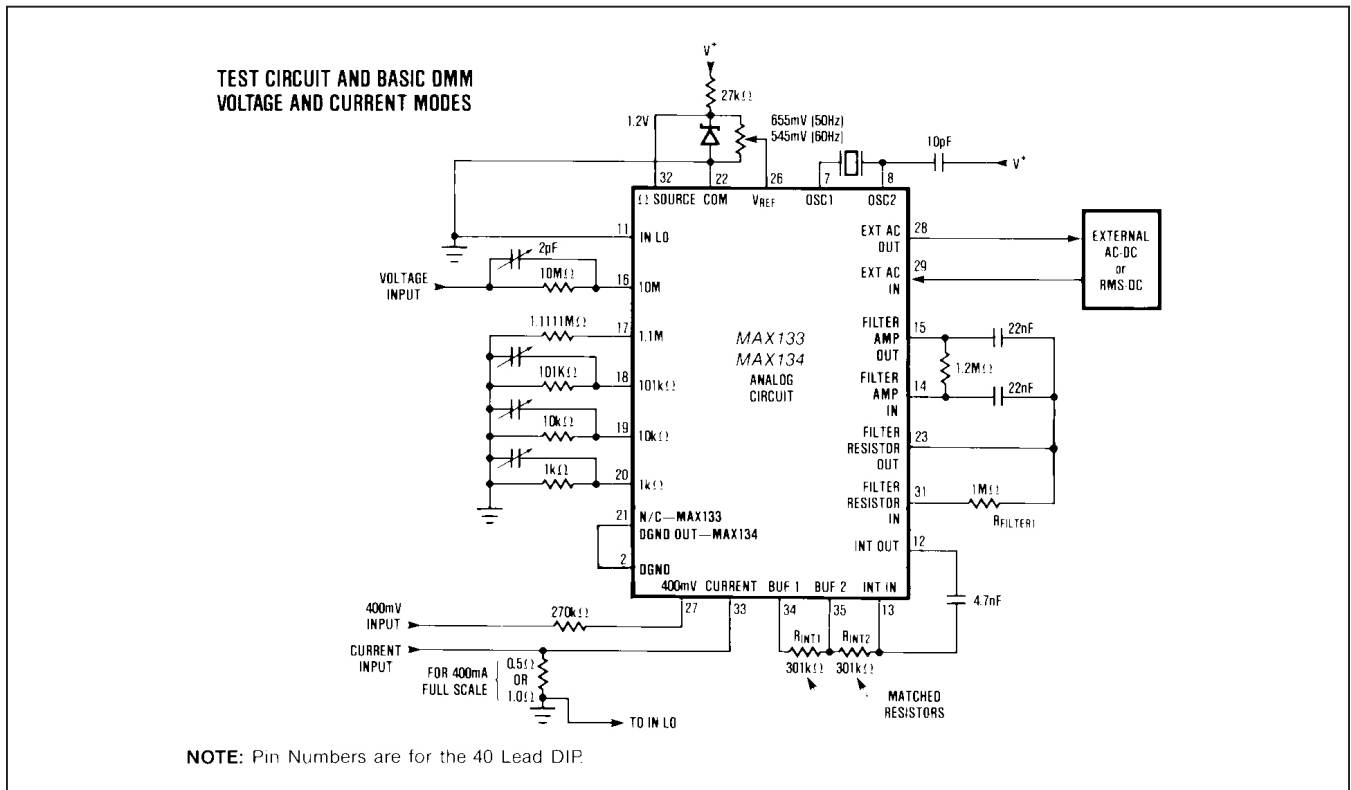 TEST CIRCUIT AND BASIC DMM
VOLTAGE AND CURRENT MODES
V+
27kΩ
1.2V
655mV (50Hz)
545mV (60Hz)
10pF
V+
32
22
26
7
8
Ω SOURCE
COM
VREF
OSC1
OSC2
11
IN LO
2pF
VOLTAGE
INPUT
10MΩ
16
10M
1.1111MΩ
17
1.1M
101KΩ
18
101kΩ
10kΩ
19
10kΩ
1kΩ
20
1kΩ
21
N/C—MAX133
DGND OUT—MAX134
2
DGND
MAX133
MAX134
ANALOG
CIRCUIT
EXT AC
OUT
28
EXT AC
IN
29
EXTERNAL
AC-DC
or
RMS-DC
FILTER
AMP
OUT
15
22nF
1.2MΩ
FILTER
AMP
IN
14
22nF
FILTER
RESISTOR
OUT
23
FILTER
RESISTOR
IN
31
1MΩ
RFILTER1
INT OUT
12
4.7nF
400mV
CURRENT
BUF 1
BUF 2
INT IN
27
33
34
35
13
400mV
INPUT
270kΩ
CURRENT
INPUT
FOR 400mA
FULL SCALE
0.5Ω
OR
1.0Ω
TO IN LO
RINT1
301kΩ
RINT2
301kΩ
MATCHED
RESISTORS
NOTE: Pin Numbers are for the 40 Lead DIP.